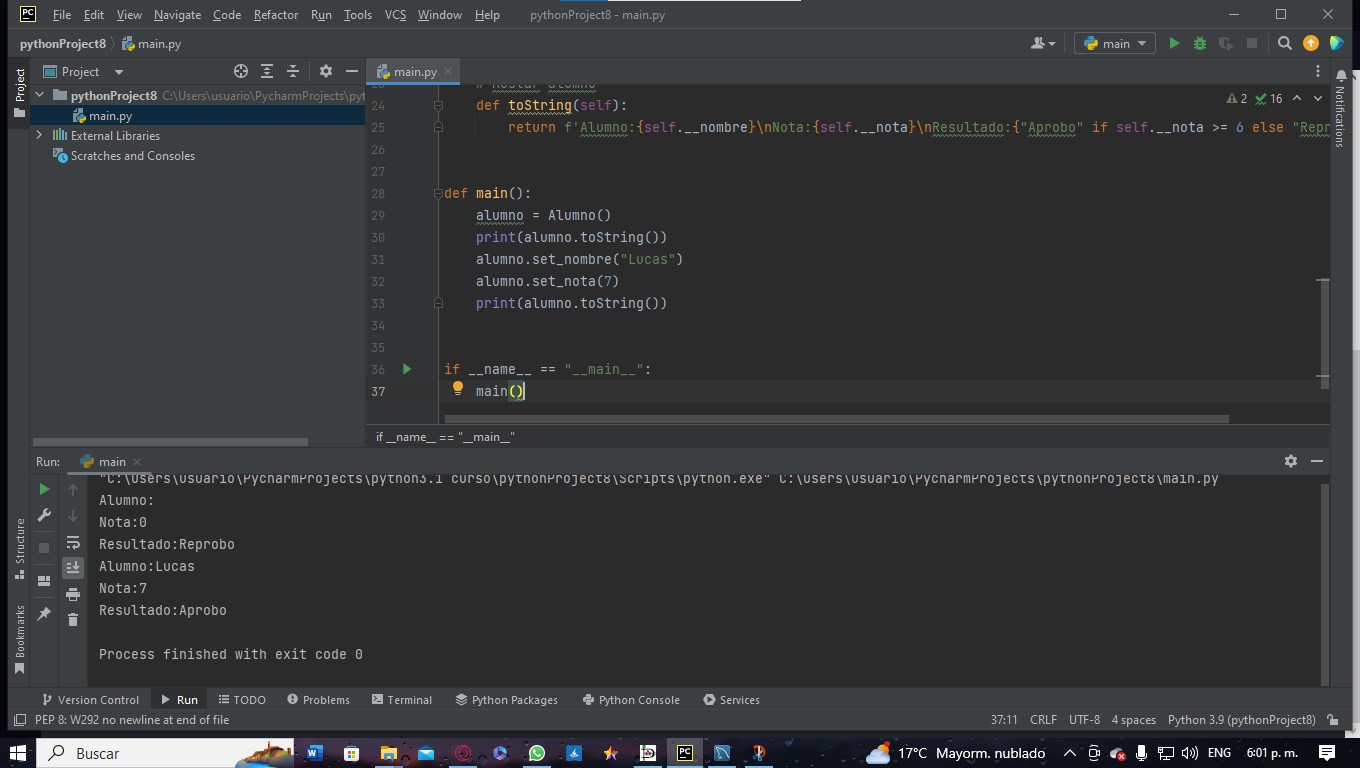 File Edit View Navigate Code Refactor Run Tools VCS Window Help pythonProject8 - main.py
pythonProject8 main.py main
Project main.py
pythonProject8 C:\Users\usuario\PycharmProjects\pyt
main.py
External Libraries
Scratches and Consoles
Project
Structure
Bookmarks
Notifications
2 16
24 def toString(self):
25 return f'Alumno:{self.__nombre}\nNota:{self.__nota}\nResultado:{"Aprobo" if self.__nota >= 6 else "Repr
26
27
28 def main():
29 alumno = Alumno()
30 print(alumno.toString())
31 alumno.set_nombre("Lucas")
32 alumno.set_nota(7)
33 print(alumno.toString())
34
35
36 if __name__ == "__main__":
37 main()
if __name__ == "__main__"
Run: main
"C:\Users\usuario\PycharmProjects\python3.1 curso\pythonProject8\Scripts\python.exe" C:\Users\usuario\PycharmProjects\pythonProject8\main.py
Alumno:
Nota:0
Resultado:Reprobo
Alumno:Lucas
Nota:7
Resultado:Aprobo
Process finished with exit code 0
Version Control Run TODO Problems Terminal Python Packages Python Console Services
PEP 8: W292 no newline at end of file 37:11 CRLF UTF-8 4 spaces Python 3.9 (pythonProject8)
Buscar 17°C Mayorm. nublado ENG 6:01 p. m.